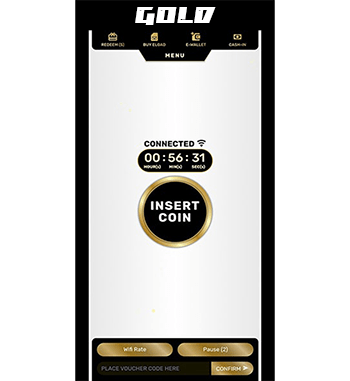 GOLD
REDEEM (5) BUY ELOAD E-WALLET CASH-IN
MENU
CONNECTED
00 : 56 : 31
HOUR(s) MIN(s) SEC(s)
INSERT
COIN
Wifi Rate Pause (2)
PLACE VOUCHER CODE HERE CONFIRM